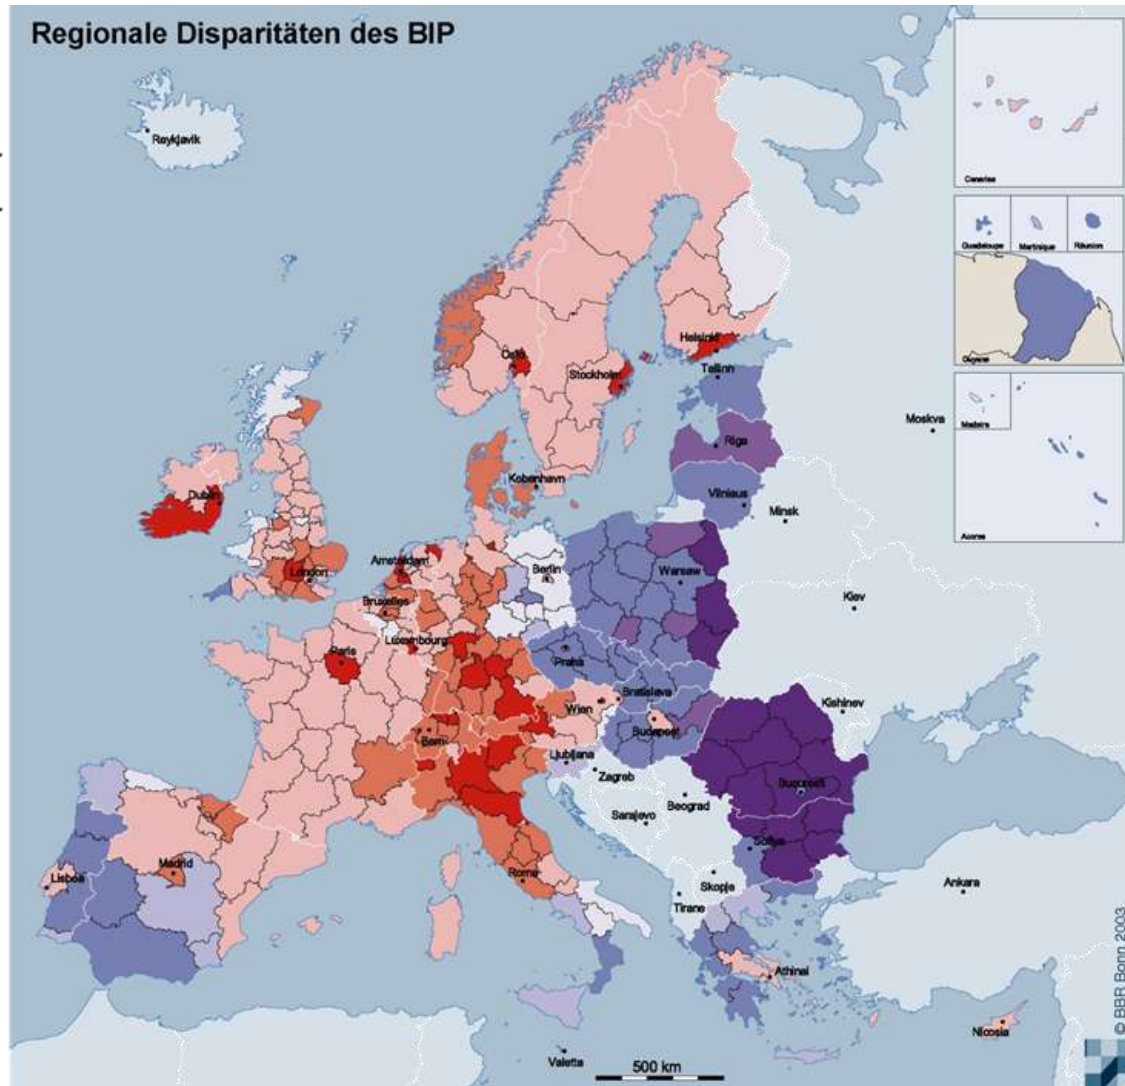 Regionale Disparitäten des BIP
Reykjavik
Canarias
Guadeloupe
Martinique
Réunion
Guyane
Madeira
Acores
Oslo
Helsinki
Stockholm
Tallinn
Riga
Moskva
Vilnius
Minsk
Kobenhavn
Dublin
London
Amsterdam
Bruxelles
Berlin
Warsaw
Kiev
Luxembourg
Paris
Praha
Bratislava
Wien
Budapest
Kishinev
Bern
Ljubljana
Zagreb
Beograd
Sarajevo
Bucuresti
Sofiya
Madrid
Lisboa
Roma
Skopje
Tirane
Ankara
Athinai
Nicosia
Valetta
500 km
© BBR Bonn 2003